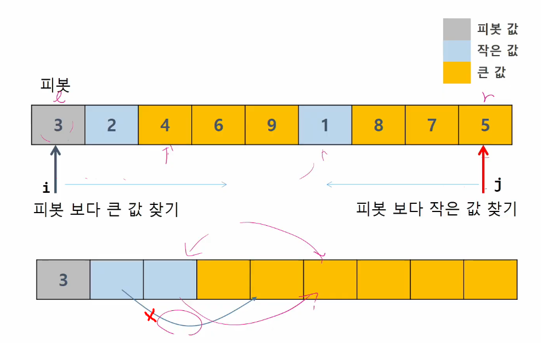 피봇 값
작은 값
큰 값
피봇
l r
3 2 4 6 9 1 8 7 5
i j
피봇 보다 큰 값 찾기 피봇 보다 작은 값 찾기
3